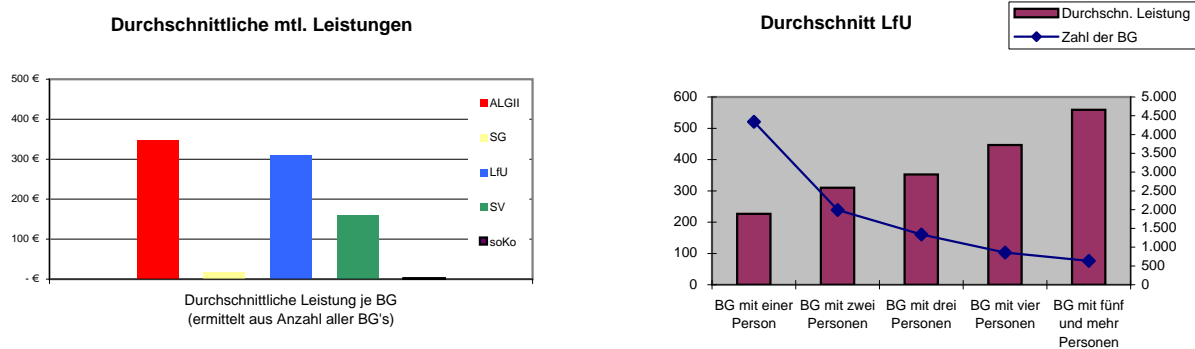 Durchschnittliche mtl. Leistungen
500 €
400 €
300 €
200 €
100 €
- €
ALGII
SG
LfU
SV
soKo
Durchschnittliche Leistung je BG
(ermittelt aus Anzahl aller BG's)
Durchschnitt LfU
Durchschn. Leistung
Zahl der BG
600
500
400
300
200
100
0
5.000
4.500
4.000
3.500
3.000
2.500
2.000
1.500
1.000
500
0
BG mit einer
Person
BG mit zwei
Personen
BG mit drei
Personen
BG mit vier
Personen
BG mit fünf
und mehr
Personen